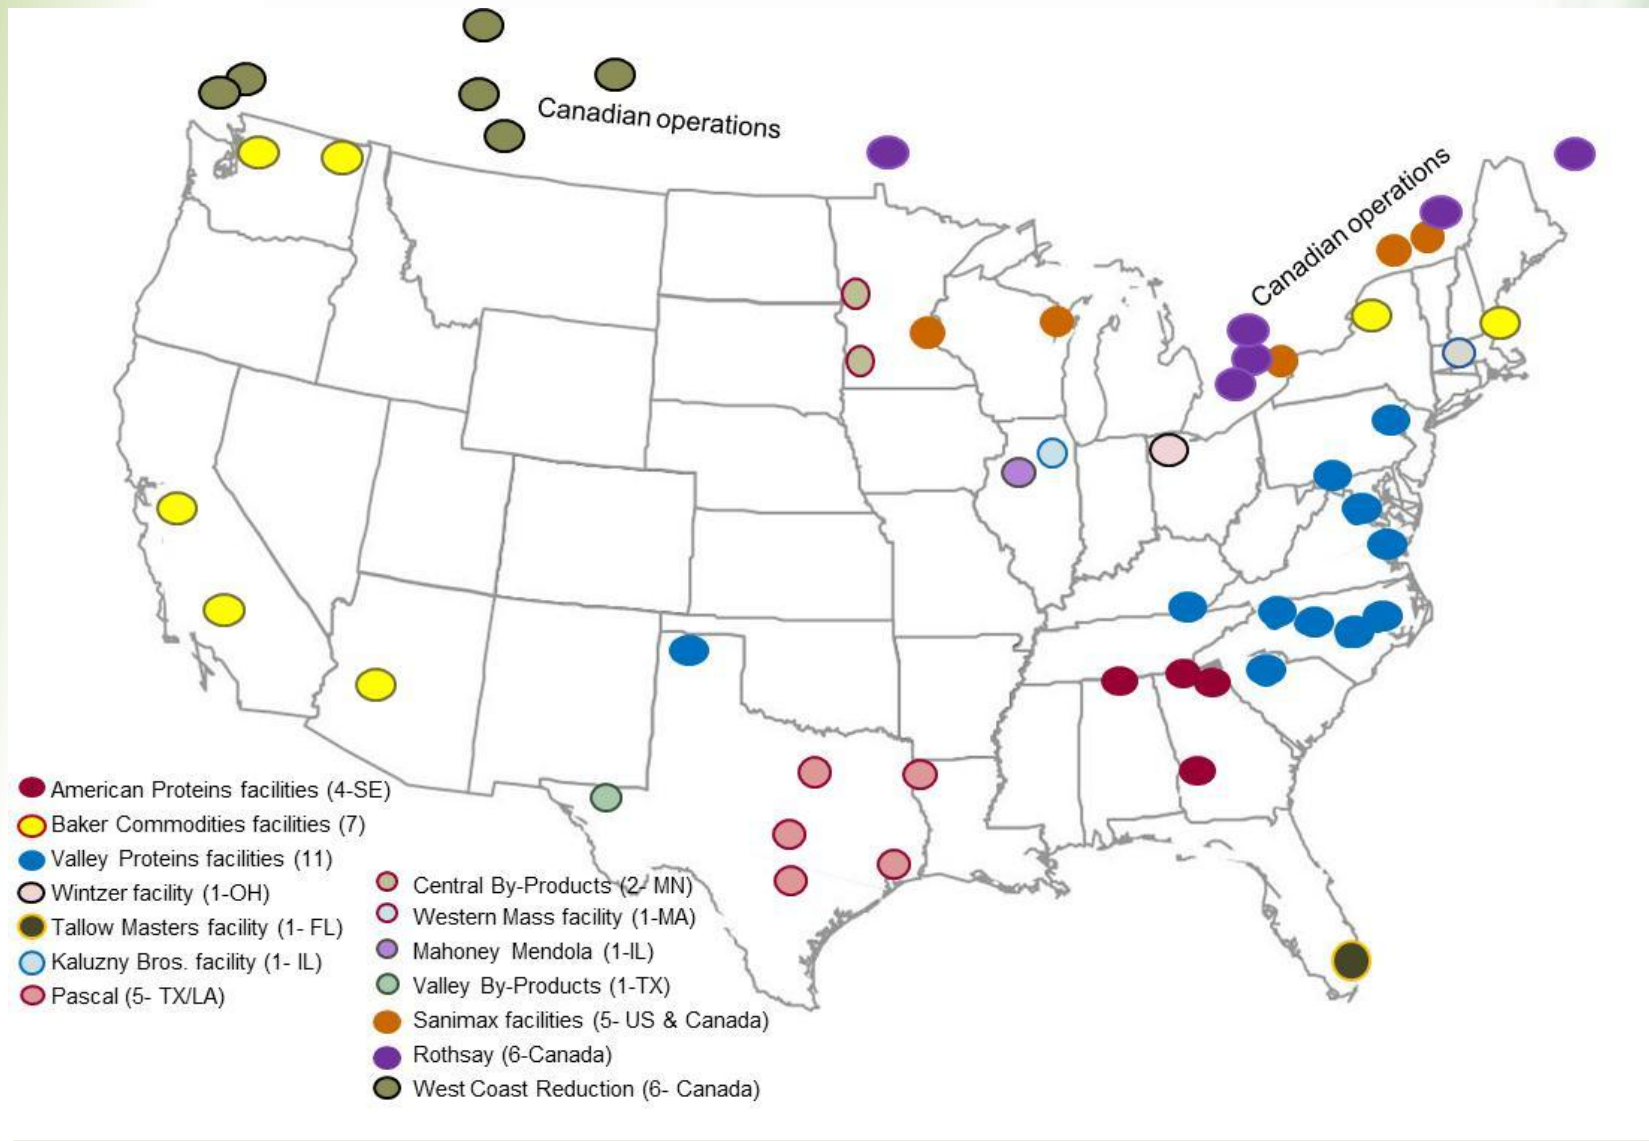 Canadian operations
Canadian operations
American Proteins facilities (4-SE)
Baker Commodities facilities (7)
Valley Proteins facilities (11)
Wintzer facility (1-OH)
Tallow Masters facility (1- FL)
Kaluzny Bros. facility (1- IL)
Pascal (5- TX/LA)
Central By-Products (2- MN)
Western Mass facility (1-MA)
Mahoney Mendola (1-IL)
Valley By-Products (1-TX)
Sanimax facilities (5- US & Canada)
Rothsay (6-Canada)
West Coast Reduction (6- Canada)